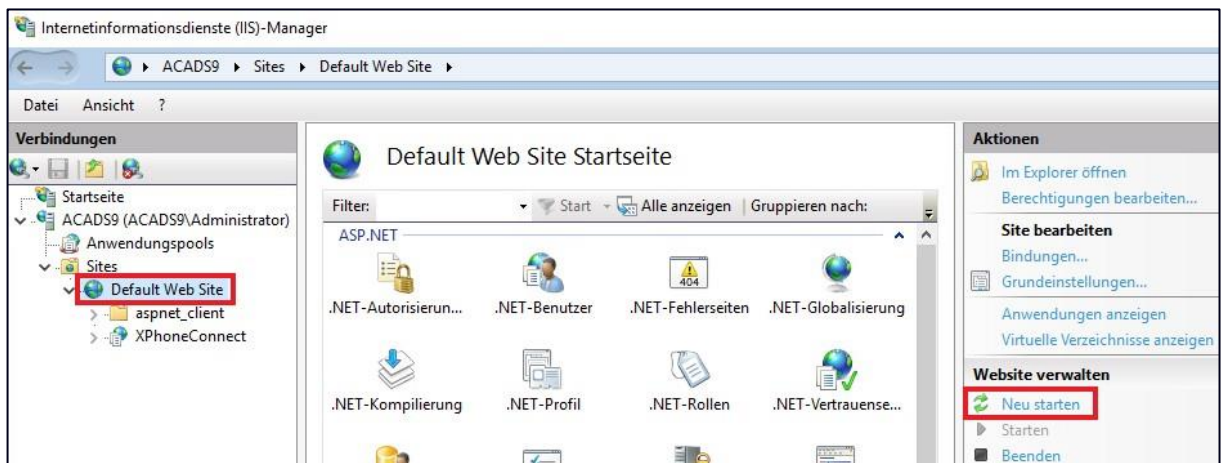 Internetinformationsdienste (IIS)-Manager
ACADS9 Sites Default Web Site
Datei Ansicht ?
Verbindungen
Startseite
ACADS9 (ACADS9\Administrator)
Anwendungspools
Sites
Default Web Site
aspnet_client
XPhoneConnect
Default Web Site Startseite
Filter: Start Alle anzeigen Gruppieren nach:
ASP.NET
.NET-Autorisierun... .NET-Benutzer .NET-Fehlerseiten .NET-Globalisierung
404
.NET-Kompilierung .NET-Profil .NET-Rollen .NET-Vertrauense...
Aktionen
Im Explorer öffnen
Berechtigungen bearbeiten...
Site bearbeiten
Bindungen...
Grundeinstellungen...
Anwendungen anzeigen
Virtuelle Verzeichnisse anzeigen
Website verwalten
Neu starten
Starten
Beenden